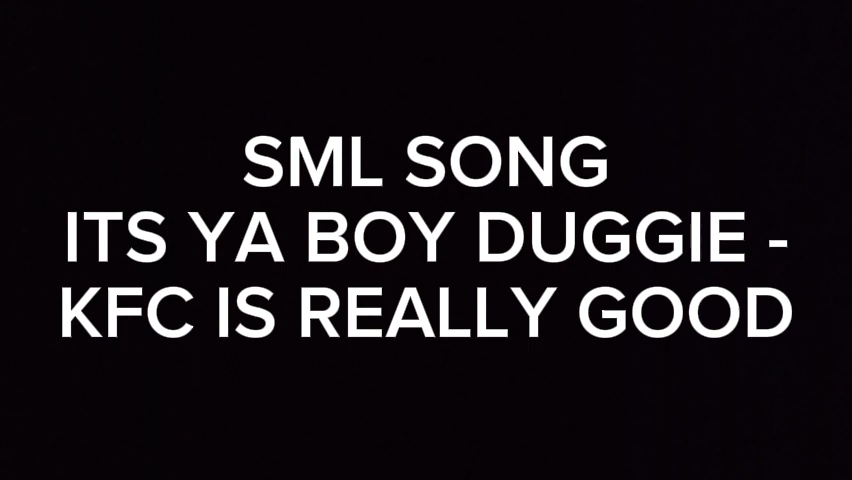 SML SONG
ITS YA BOY DUGGIE -
KFC IS REALLY GOOD